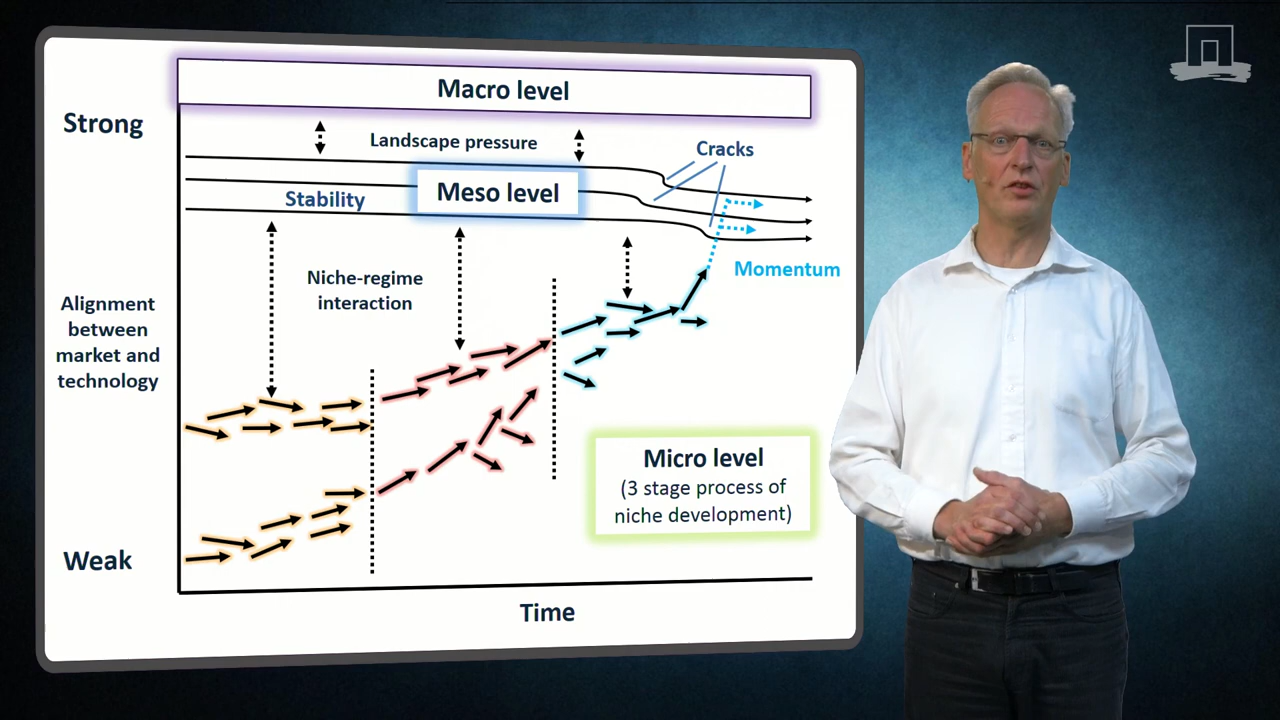 Macro level
Strong
Landscape pressure
Cracks
Meso level
Stability
Niche-regime
interaction
Momentum
Alignment
between
market and
technology
Micro level
(3 stage process of
niche development)
Weak
Time